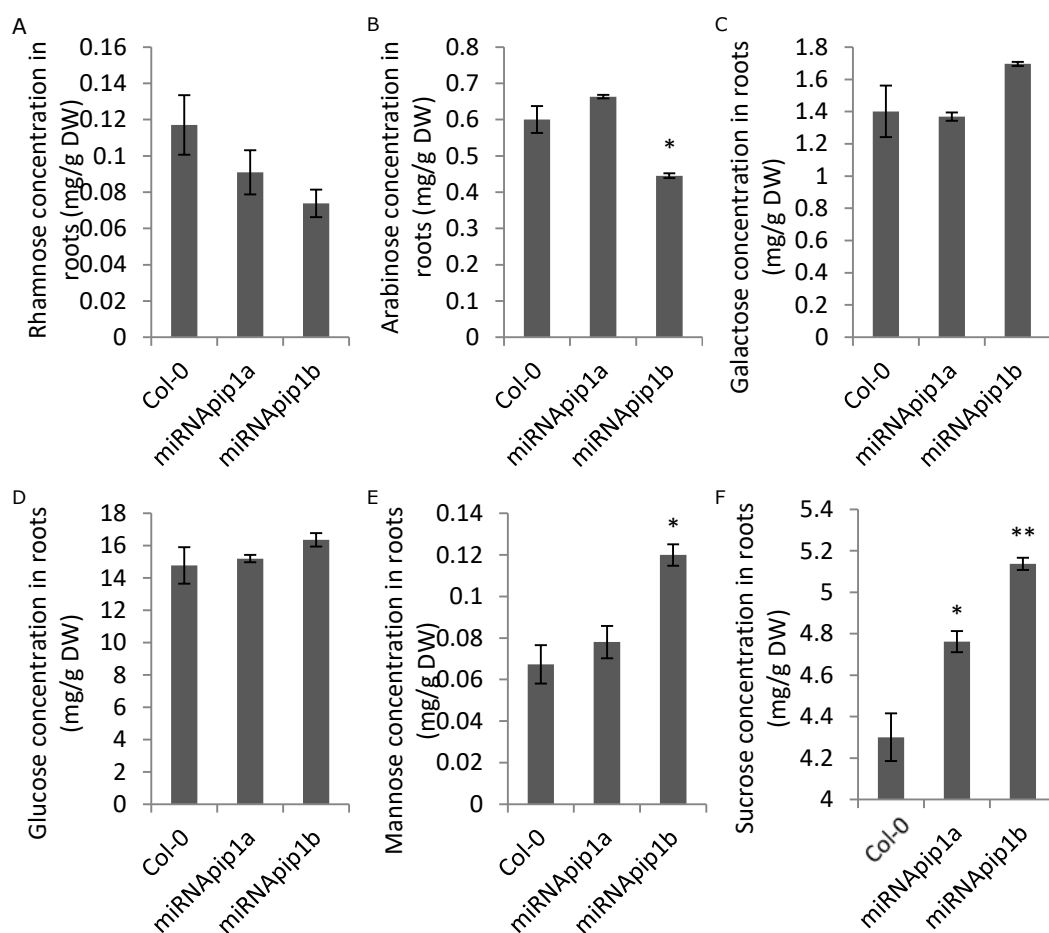 A
Rhamnose concentration in
roots (mg/g DW)
0.16
0.14
0.12
0.1
0.08
0.06
0.04
0.02
0
Col-0
miRNApip1a
miRNApip1b
B
Arabinose concentration in
roots (mg/g DW)
0.8
0.7
0.6
0.5
0.4
0.3
0.2
0.1
0
*
Col-0
miRNApip1a
miRNApip1b
C
Galactose concentration in roots
(mg/g DW)
1.8
1.6
1.4
1.2
1
0.8
0.6
0.4
0.2
0
Col-0
miRNApip1a
miRNApip1b
D
Glucose concentration in roots
(mg/g DW)
18
16
14
12
10
8
6
4
2
0
Col-0
miRNApip1a
miRNApip1b
E
Mannose concentration in roots
(mg/g DW)
0.14
0.12
0.1
0.08
0.06
0.04
0.02
0
*
Col-0
miRNApip1a
miRNApip1b
F
Sucrose concentration in roots
(mg/g DW)
5.4
5.2
5
4.8
4.6
4.4
4.2
4
*
**
Col-0
miRNApip1a
miRNApip1b